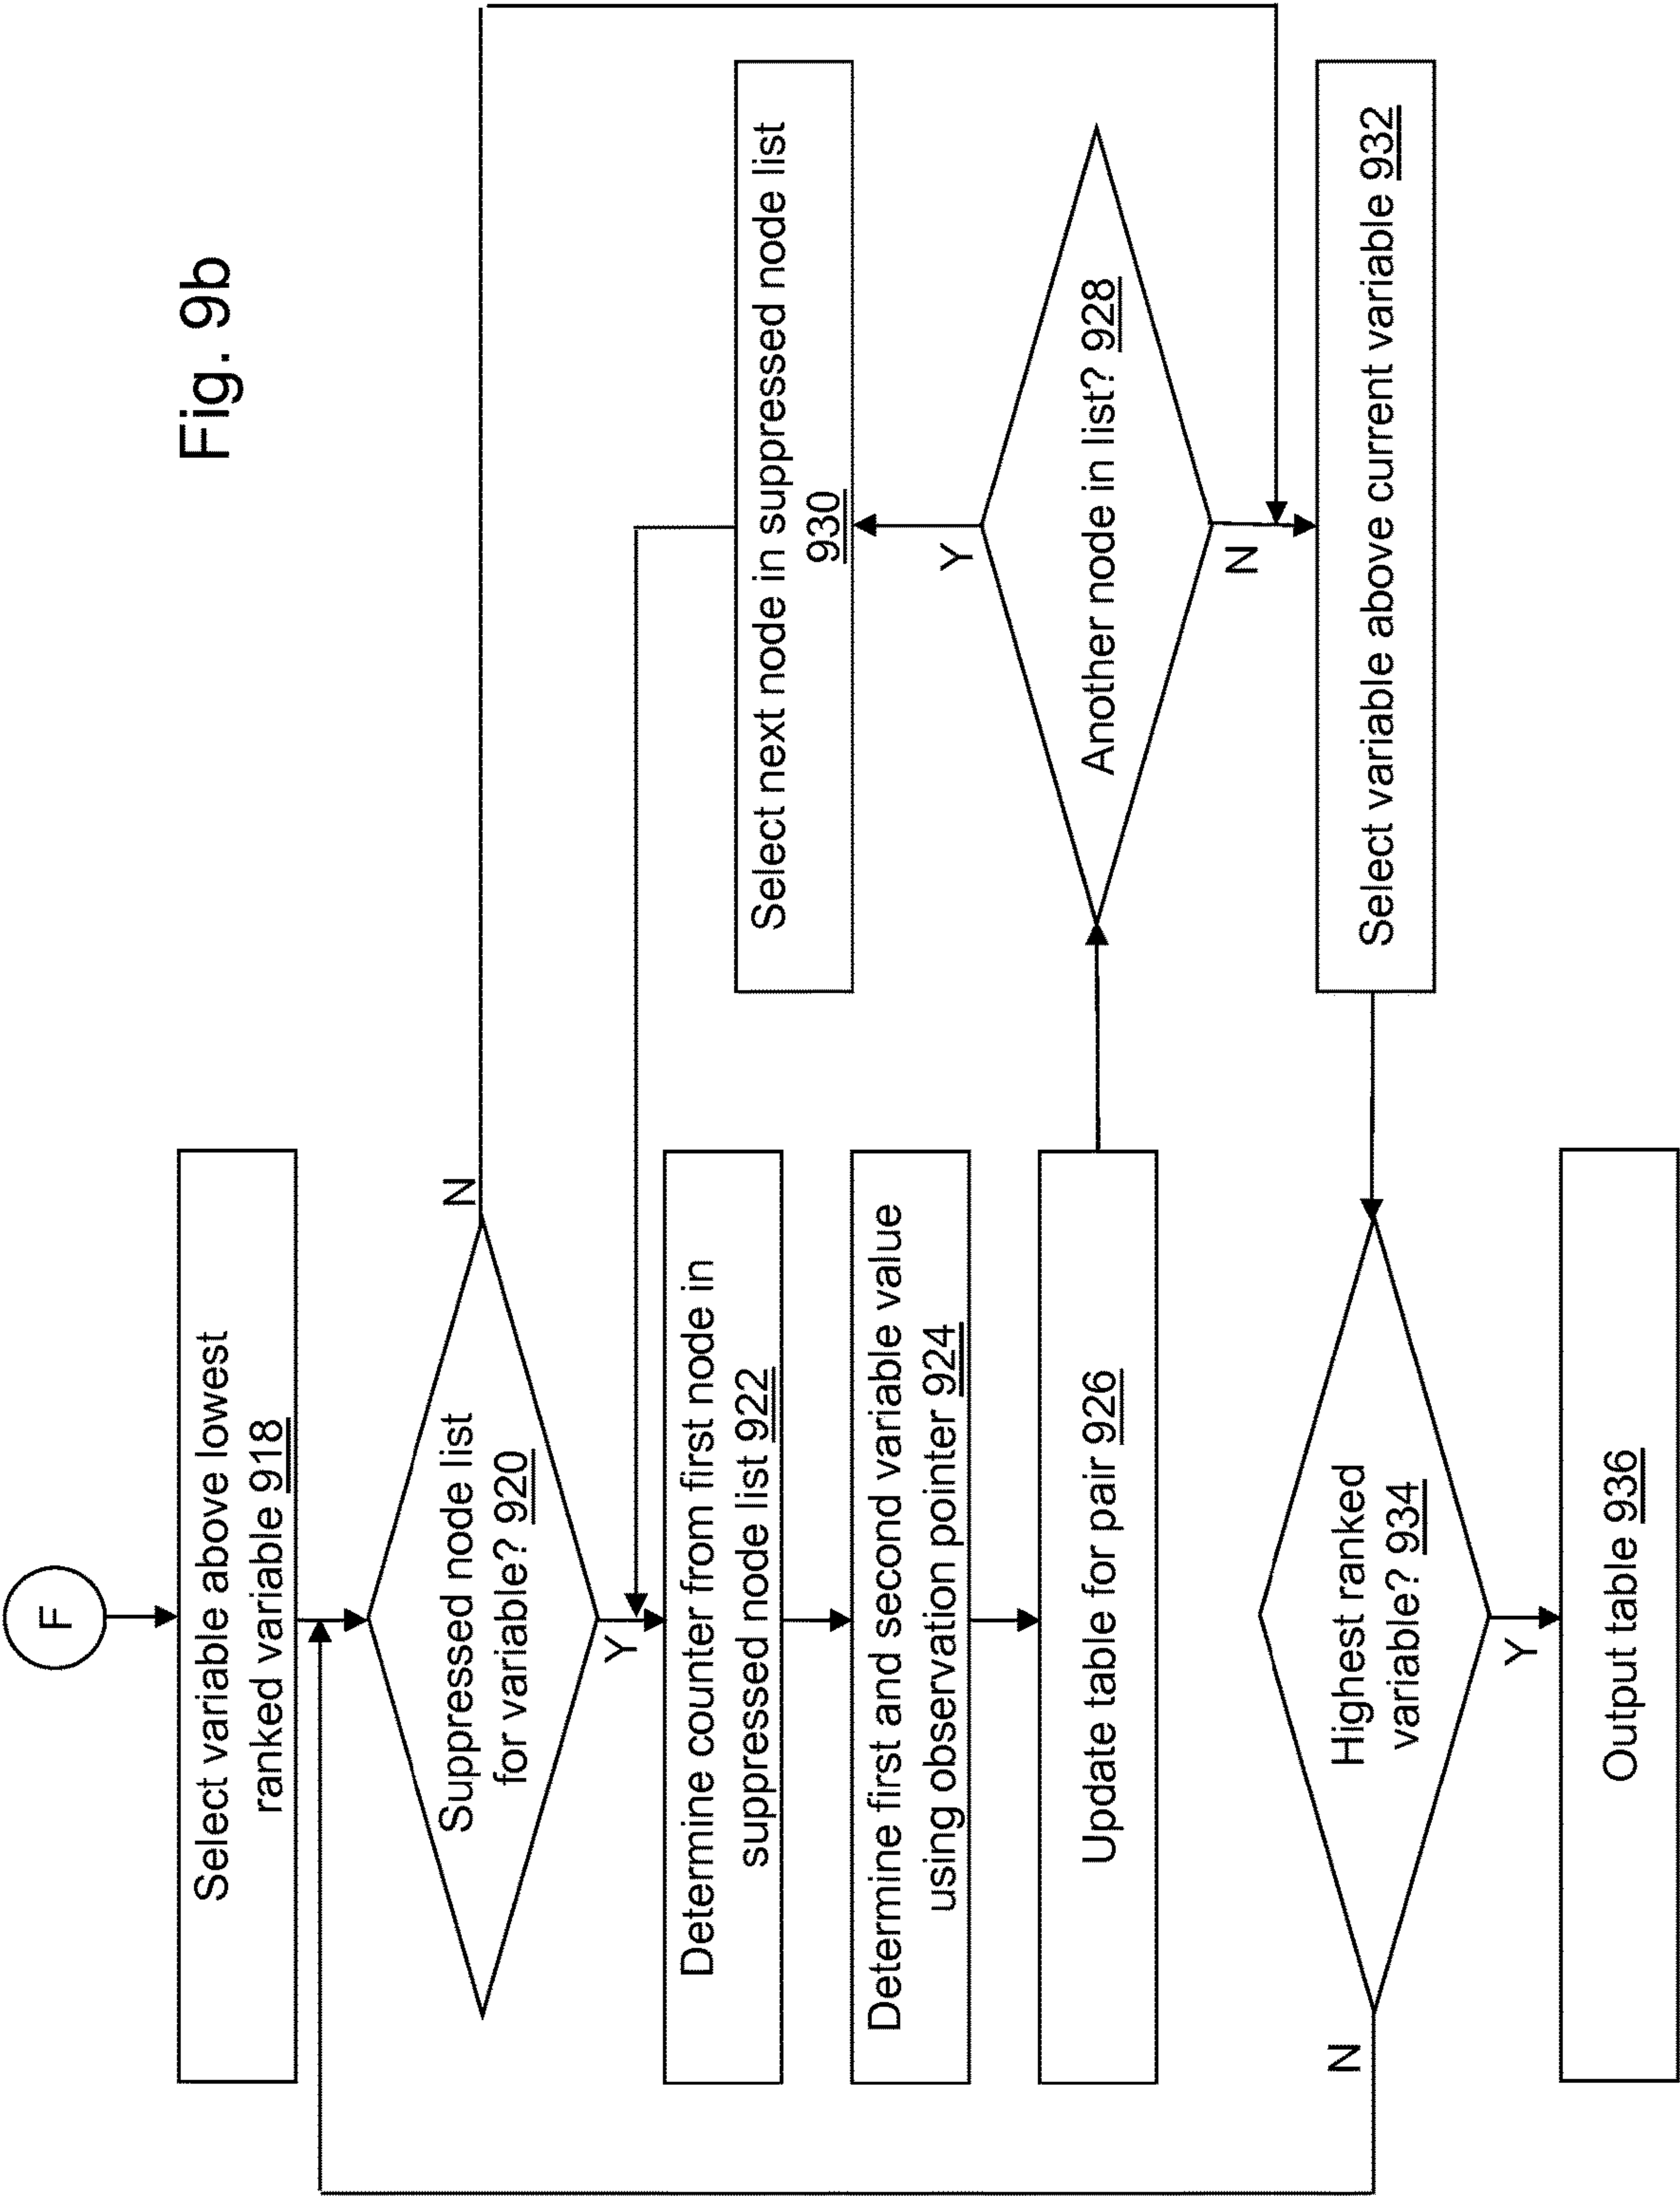 Fig. 9b
F
Select variable above lowest
ranked variable 918
Suppressed node list
for variable? 920
N
Y
Determine counter from first node in
suppressed node list 922
Determine first and second variable value
using observation pointer 924
Update table for pair 926
Select next node in suppressed node list
930
Y
Another node in list? 928
N
Select variable above current variable 932
Highest ranked
variable? 934
N
Y
Output table 936